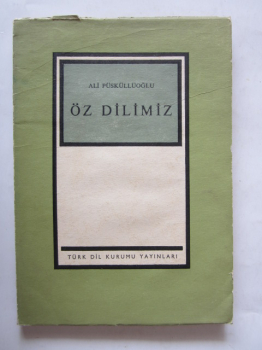 ALİ PÜSKÜLLÜOĞLU
ÖZ DİLİMİZ
TÜRK DİL KURUMU YAYINLARI